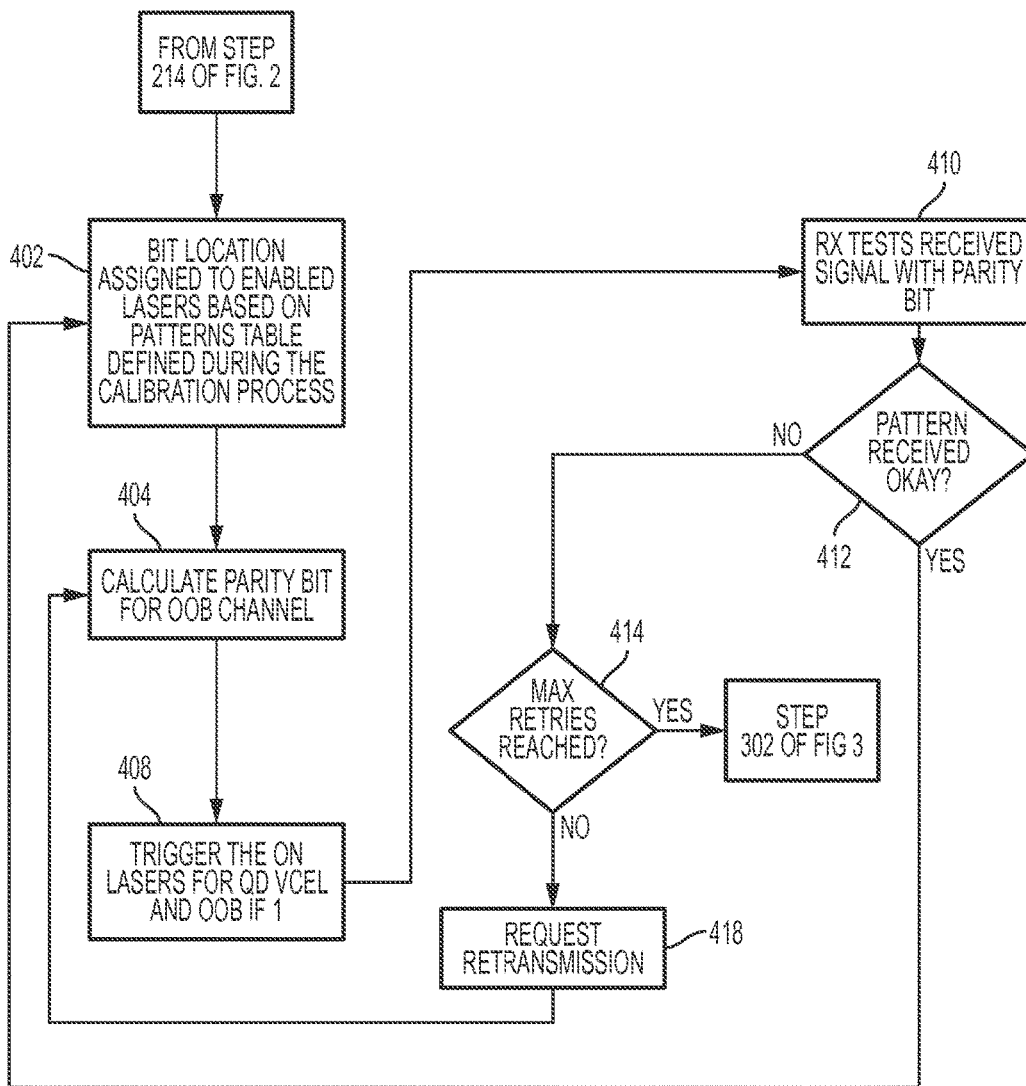 FROM STEP
214 OF FIG. 2
402
BIT LOCATION
ASSIGNED TO ENABLED
LASERS BASED ON
PATTERNS TABLE
DEFINED DURING THE
CALIBRATION PROCESS
404
CALCULATE PARITY BIT
FOR OOB CHANNEL
408
TRIGGER THE ON
LASERS FOR QD VCEL
AND OOB IF 1
410
RX TESTS RECEIVED
SIGNAL WITH PARITY
BIT
PATTERN
RECEIVED
OKAY?
NO
412
YES
414
MAX
RETRIES
REACHED?
YES
STEP
302 OF FIG 3
NO
REQUEST
RETRANSMISSION
418